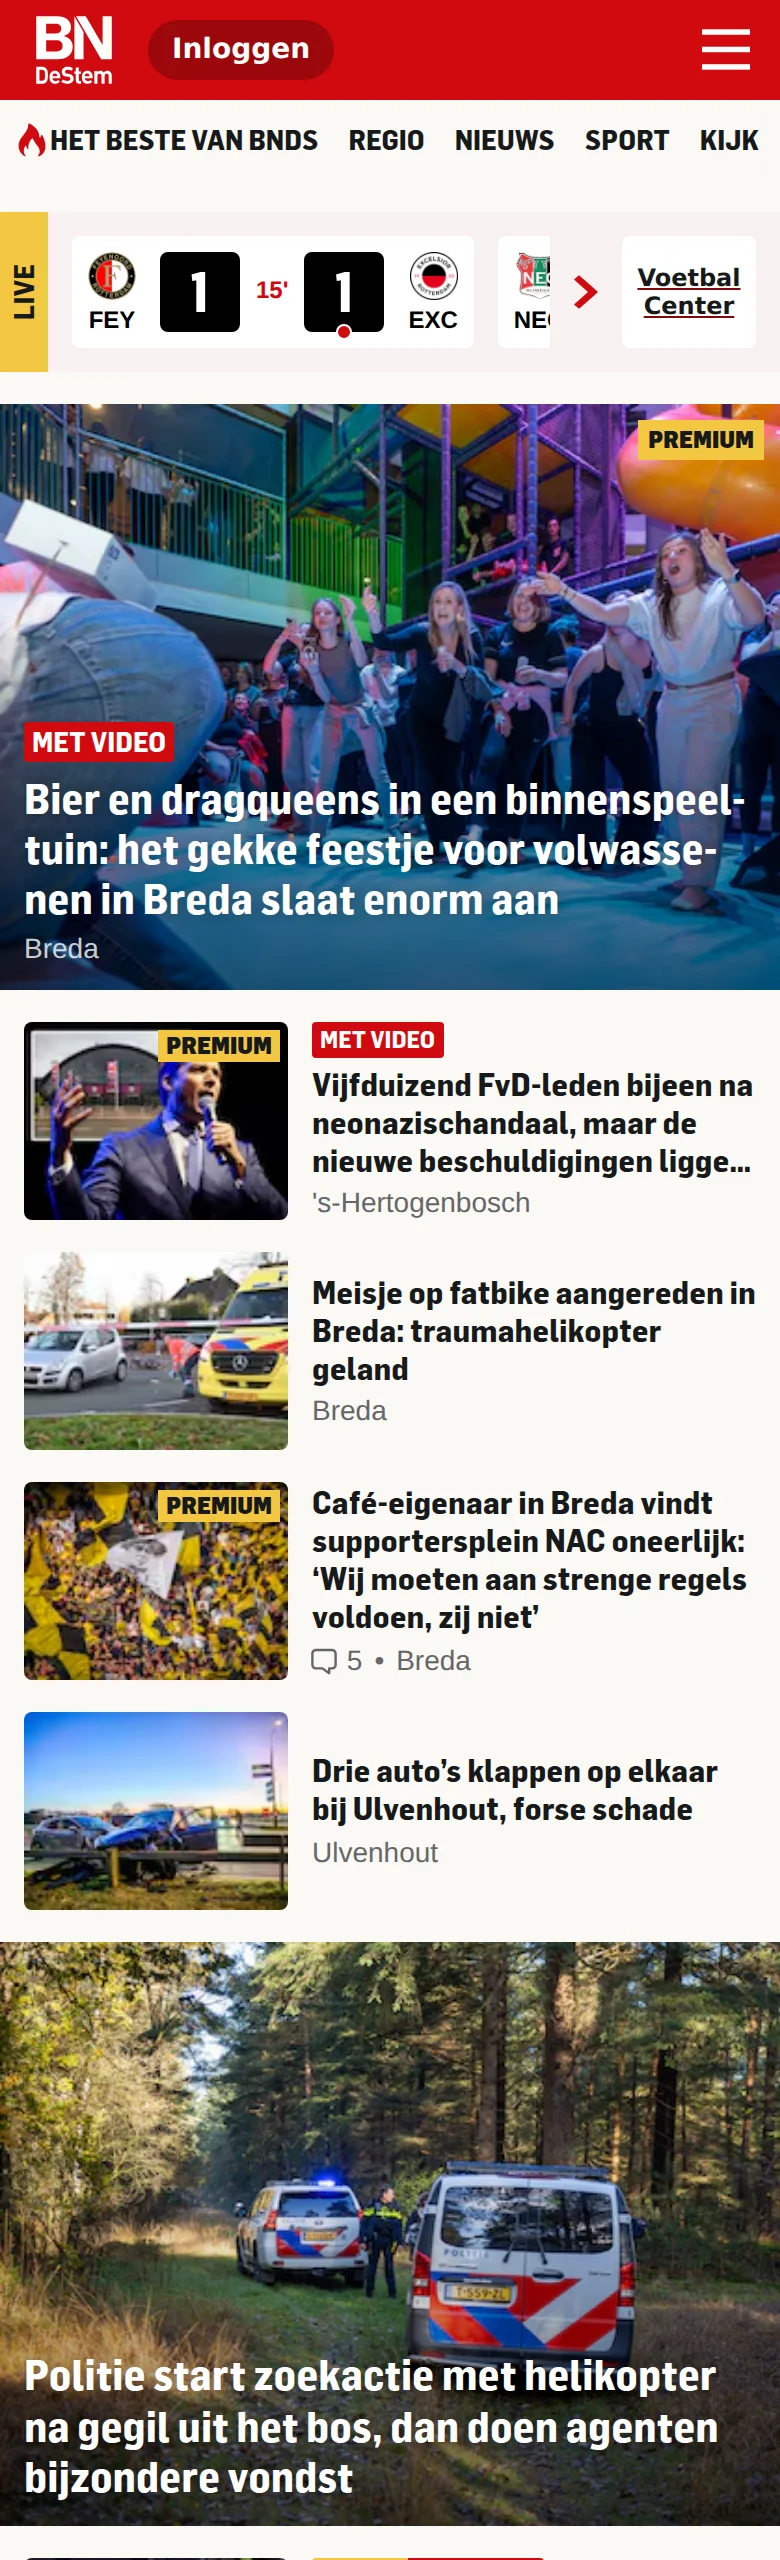 BN
DeStem
Inloggen
HET BESTE VAN BNDS REGIO NIEUWS SPORT KIJK
LIVE
FEY
1
15'
1
EXC
NEC
Voetbal
Center
PREMIUM
MET VIDEO
Bier en dragqueens in een binnenspeel-
tuin: het gekke feestje voor volwasse-
nen in Breda slaat enorm aan
Breda
PREMIUM
MET VIDEO
Vijfduizend FvD-leden bijeen na
neonazischandaal, maar de
nieuwe beschuldigingen ligge...
's-Hertogenbosch
Meisje op fatbike aangereden in
Breda: traumahelikopter
geland
Breda
PREMIUM
Café-eigenaar in Breda vindt
supportersplein NAC oneerlijk:
‘Wij moeten aan strenge regels
voldoen, zij niet’
5 • Breda
Drie auto’s klappen op elkaar
bij Ulvenhout, forse schade
Ulvenhout
POLITIE
Politie start zoekactie met helikopter
na gegil uit het bos, dan doen agenten
bijzondere vondst